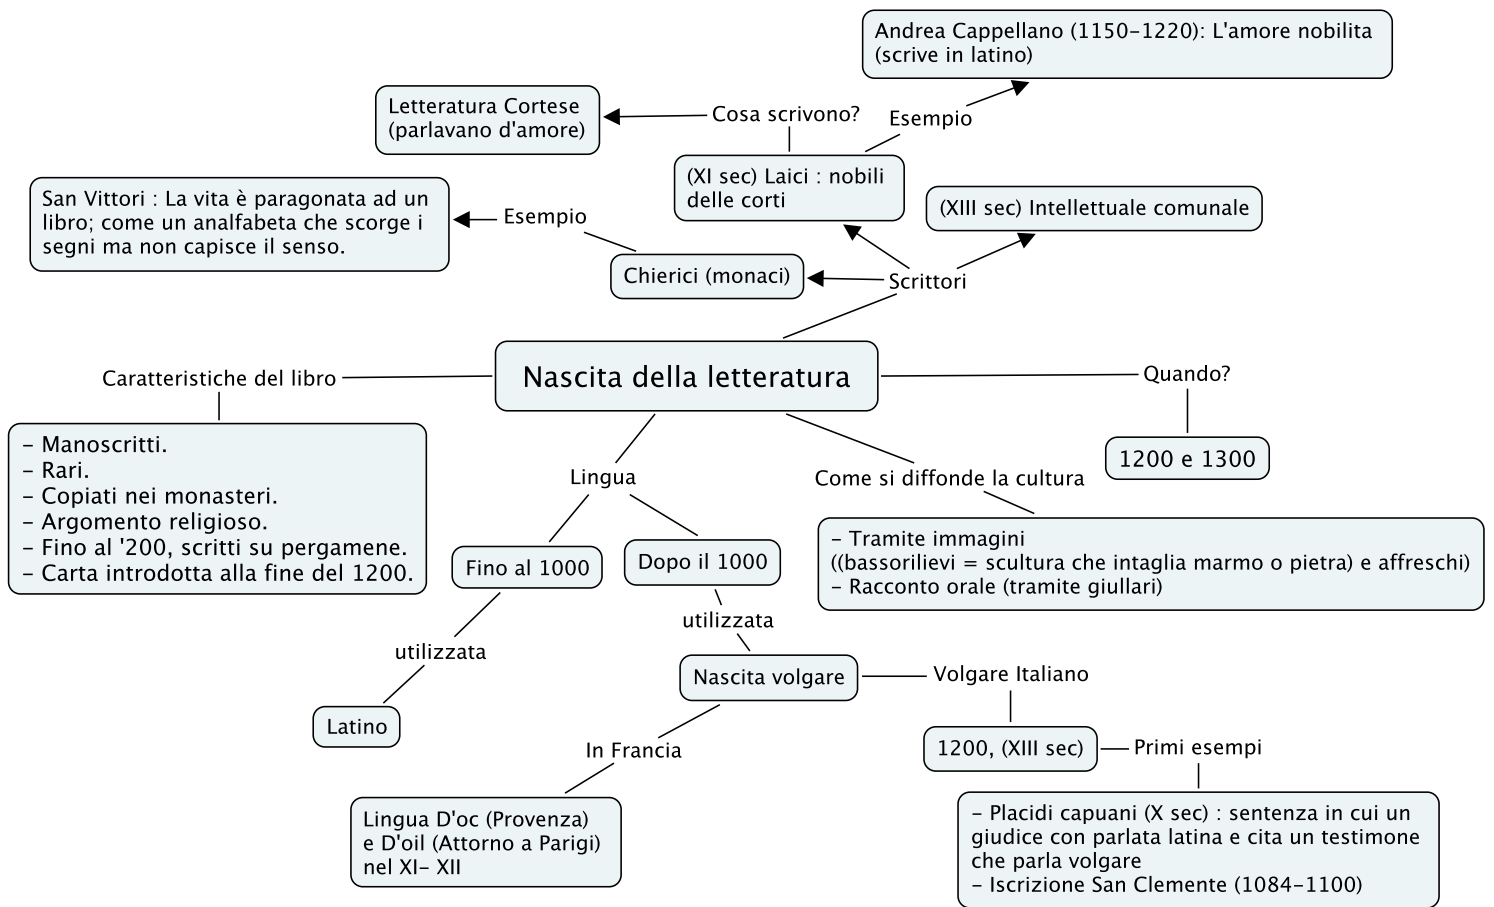 Andrea Cappellano (1150-1220): L'amore nobilita
(scrive in latino)
Letteratura Cortese
(parlavano d'amore)
Cosa scrivono?
Esempio
(XI sec) Laici : nobili
delle corti
San Vittori : La vita è paragonata ad un
libro; come un analfabeta che scorge i
segni ma non capisce il senso.
Esempio
(XIII sec) Intellettuale comunale
Chierici (monaci)
Scrittori
Nascita della letteratura
Caratteristiche del libro
Quando?
- Manoscritti.
- Rari.
- Copiati nei monasteri.
- Argomento religioso.
- Fino al '200, scritti su pergamene.
- Carta introdotta alla fine del 1200.
1200 e 1300
Lingua
Come si diffonde la cultura
- Tramite immagini
((bassorilievi = scultura che intaglia marmo o pietra) e affreschi)
- Racconto orale (tramite giullari)
Fino al 1000
Dopo il 1000
utilizzata
utilizzata
Latino
Nascita volgare
Volgare Italiano
In Francia
1200, (XIII sec)
Primi esempi
Lingua D'oc (Provenza)
e D'oil (Attorno a Parigi)
nel XI- XII
- Placidi capuani (X sec) : sentenza in cui un
giudice con parlata latina e cita un testimone
che parla volgare
- Iscrizione San Clemente (1084-1100)